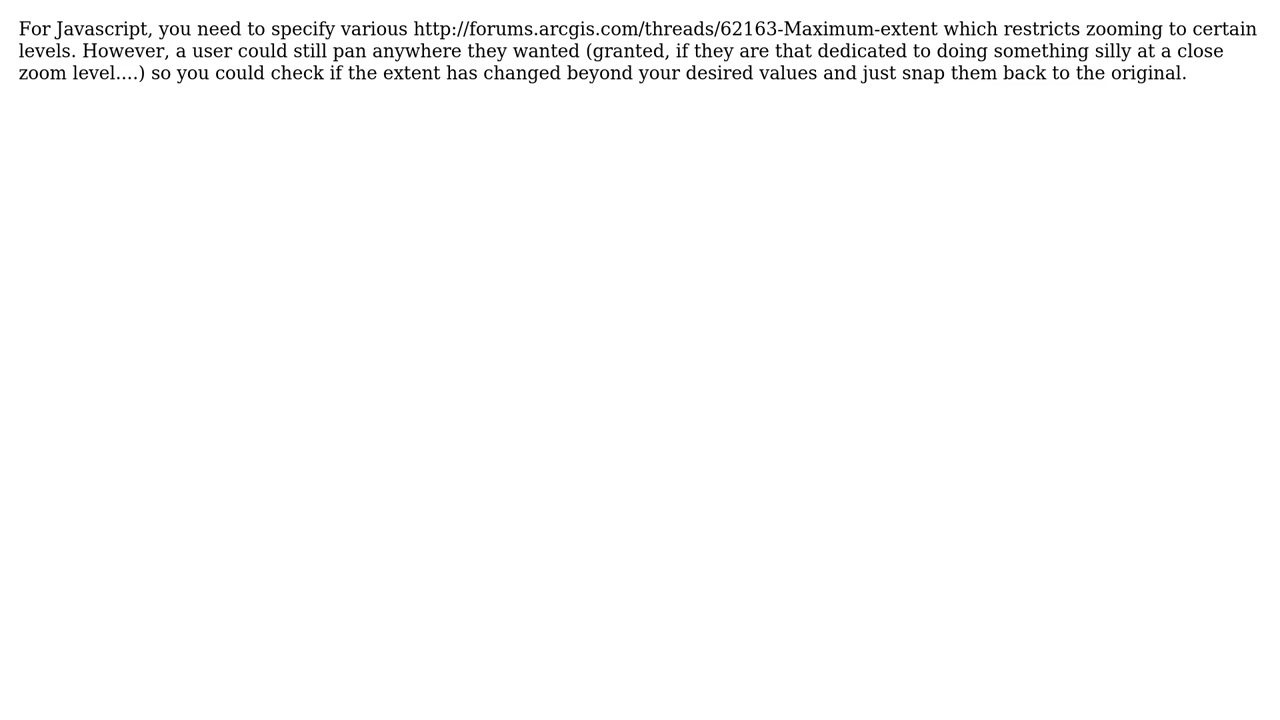 For Javascript, you need to specify various http://forums.arcgis.com/threads/62163-Maximum-extent which restricts zooming to certain
levels. However, a user could still pan anywhere they wanted (granted, if they are that dedicated to doing something silly at a close
zoom level....) so you could check if the extent has changed beyond your desired values and just snap them back to the original.